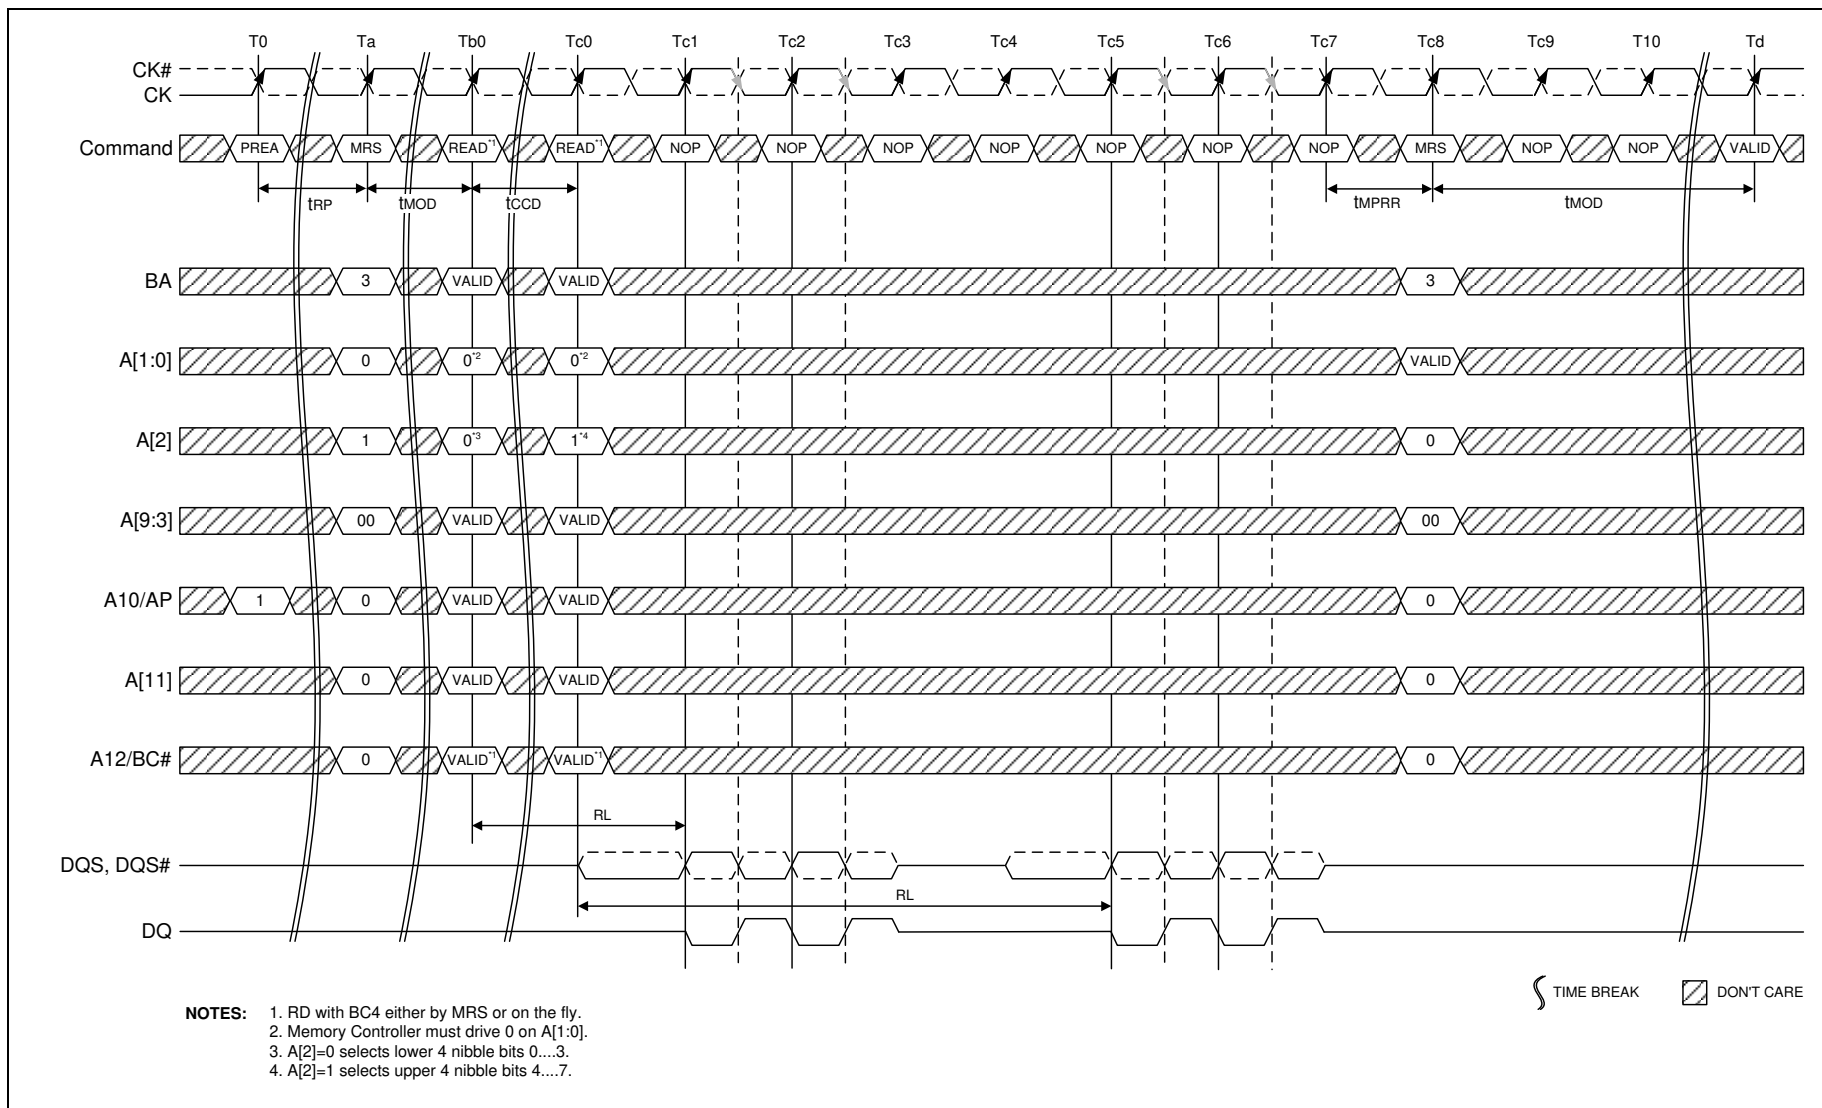 T0 Ta Tb0 Tc0 Tc1 Tc2 Tc3 Tc4 Tc5 Tc6 Tc7 Tc8 Tc9 T10 Td
CK#
CK
Command PREA MRS READ*1 READ*1 NOP NOP NOP NOP NOP NOP NOP MRS NOP NOP VALID
tRP tMOD tCCD tMPRR tMOD
BA 3 VALID VALID 3
A[1:0] 0 0*2 0*2 VALID
A[2] 1 0*3 1*4 0
A[9:3] 00 VALID VALID 00
A10/AP 1 0 VALID VALID 0
A[11] 0 VALID VALID 0
A12/BC# 0 VALID*1 VALID*1 0
RL
DQS, DQS#
RL
DQ
TIME BREAK DON'T CARE
NOTES: 1. RD with BC4 either by MRS or on the fly.
2. Memory Controller must drive 0 on A[1:0].
3. A[2]=0 selects lower 4 nibble bits 0....3.
4. A[2]=1 selects upper 4 nibble bits 4....7.